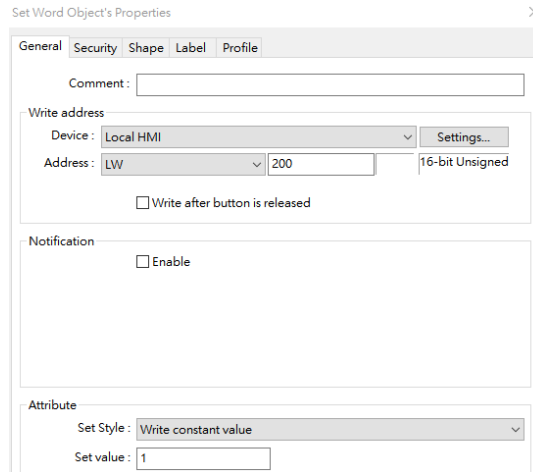 Set Word Object's Properties
General Security Shape Label Profile
Comment :
Write address
Device : Local HMI Settings...
Address : LW 200 16-bit Unsigned
Write after button is released
Notification
Enable
Attribute
Set Style : Write constant value
Set value : 1